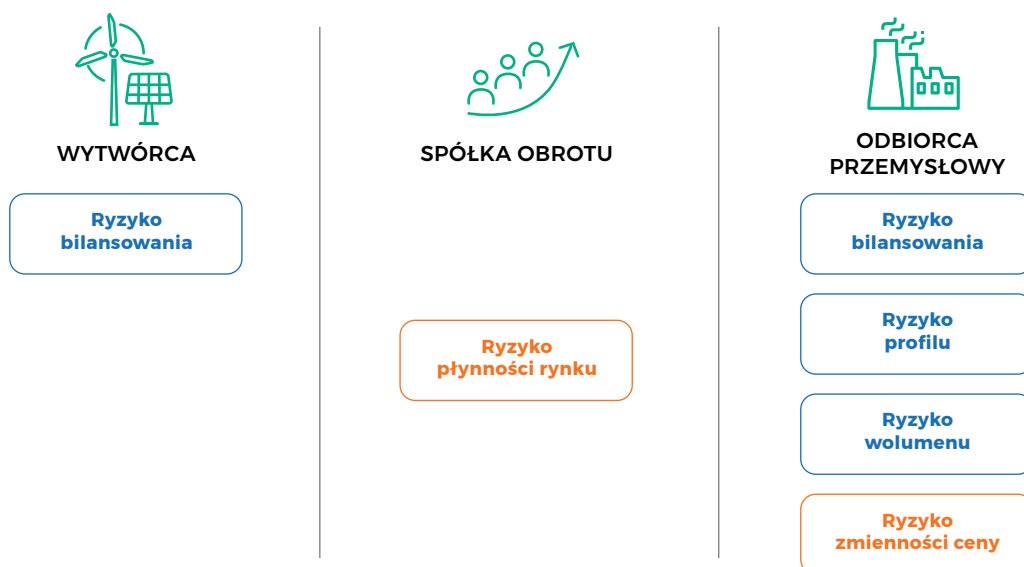 WYTWÓRCA
Ryzyko
bilansowania
SPÓŁKA OBROTU
Ryzyko
płynności rynku
ODBIORCA
PRZEMYSŁOWY
Ryzyko
bilansowania
Ryzyko
profilu
Ryzyko
wolumenu
Ryzyko
zmienności ceny